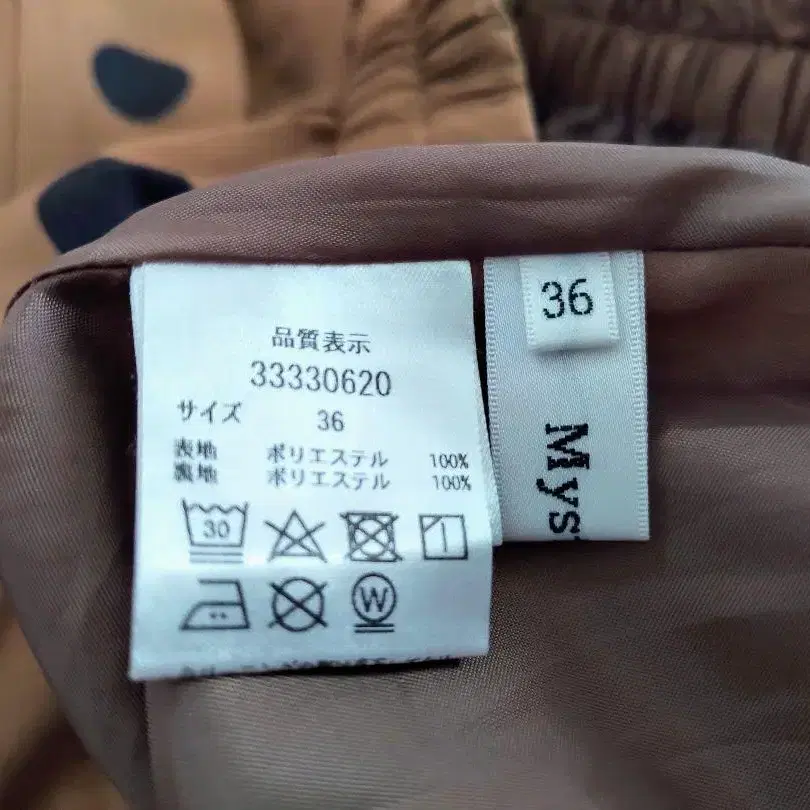 品質表示
33330620
サイズ 36
表地 ポリエステル 100%
裏地 ポリエステル 100%
30
W
36
Mys